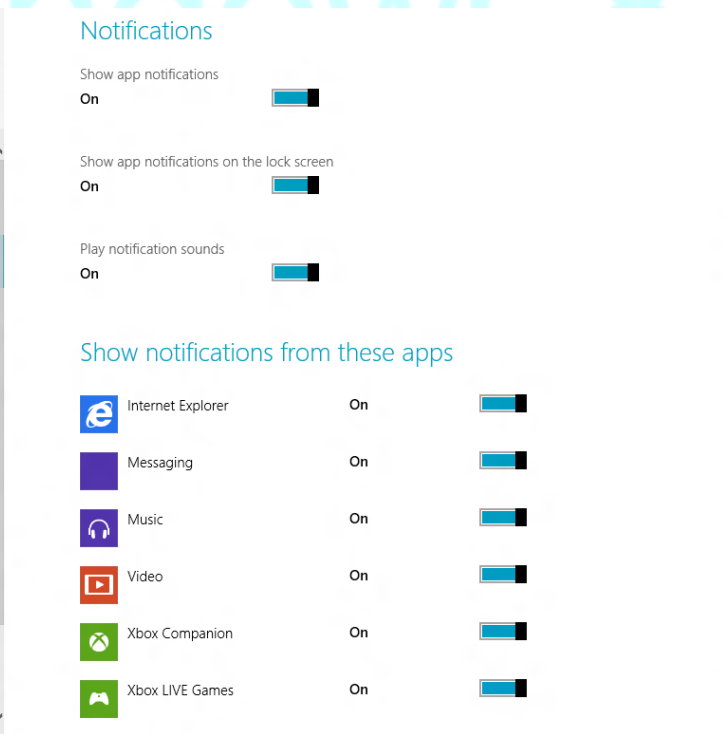 Notifications
Show app notifications
On
Show app notifications on the lock screen
On
Play notification sounds
On
Show notifications from these apps
Internet Explorer On
Messaging On
Music On
Video On
Xbox Companion On
Xbox LIVE Games On